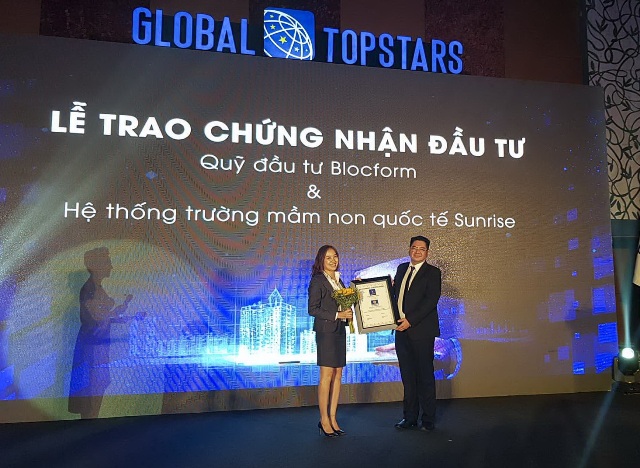 GLOBAL TOPSTARS
LỄ TRAO CHỨNG NHẬN ĐẦU TƯ
Quỹ đầu tư Blocform
&
Hệ thống trường mầm non quốc tế Sunrise